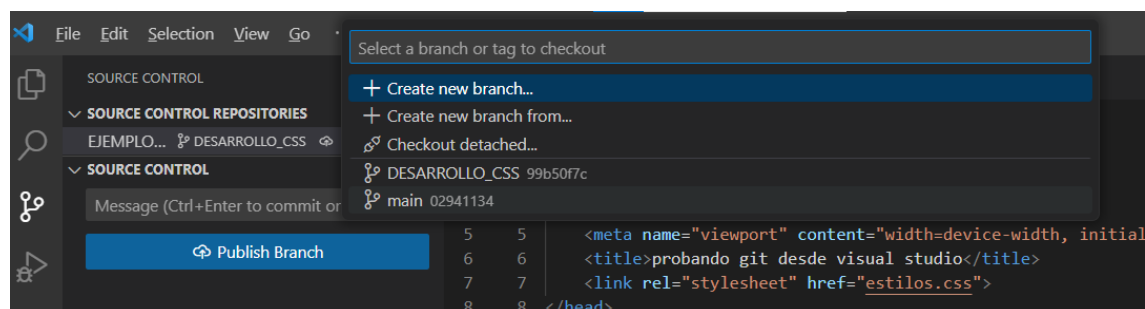 File Edit Selection View Go ·
Select a branch or tag to checkout
SOURCE CONTROL
+ Create new branch...
SOURCE CONTROL REPOSITORIES
+ Create new branch from...
EJEMPLO... DESARROLLO_CSS
Checkout detached...
SOURCE CONTROL
DESARROLLO_CSS 99b50f7c
Message (Ctrl+Enter to commit or
main 02941134
Publish Branch
5 5 <meta name="viewport" content="width=device-width, initial
6 6 <title>probando git desde visual studio</title>
7 7 <link rel="stylesheet" href="estilos.css">
8 8 </head>